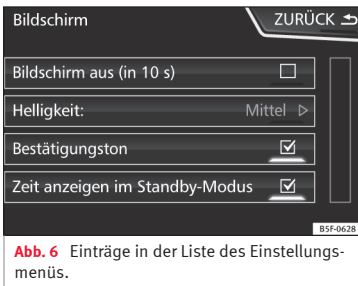 Bildschirm
ZURÜCK
Bildschirm aus (in 10 s)
Helligkeit: Mittel
Bestätigungston
Zeit anzeigen im Standby-Modus
B5F-0628
Abb. 6 Einträge in der Liste des Einstellungs-
menüs.